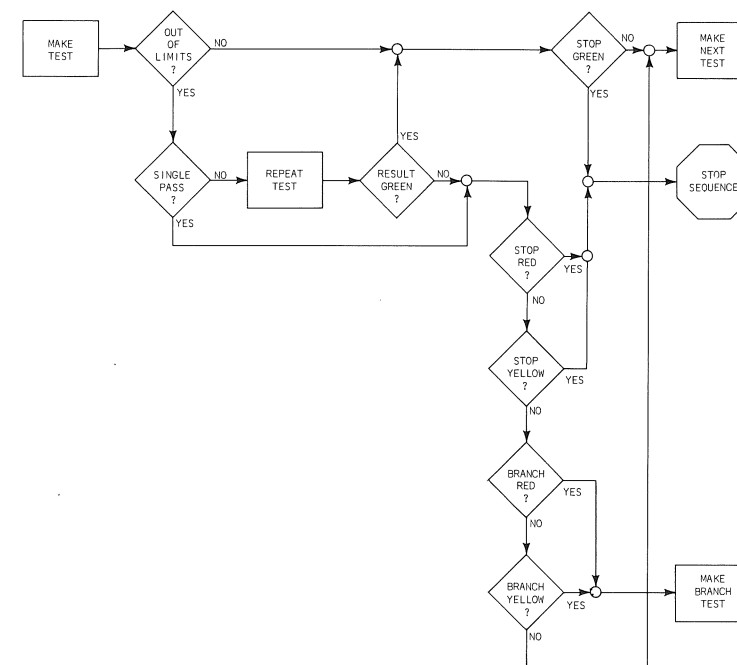 MAKE
TEST
OUT
OF
LIMITS
?
NO
YES
STOP
GREEN
?
NO
YES
MAKE
NEXT
TEST
SINGLE
PASS
?
NO
YES
REPEAT
TEST
RESULT
GREEN
?
YES
NO
STOP
SEQUENCE
STOP
RED
?
YES
NO
STOP
YELLOW
?
YES
NO
BRANCH
RED
?
YES
NO
BRANCH
YELLOW
?
YES
NO
MAKE
BRANCH
TEST